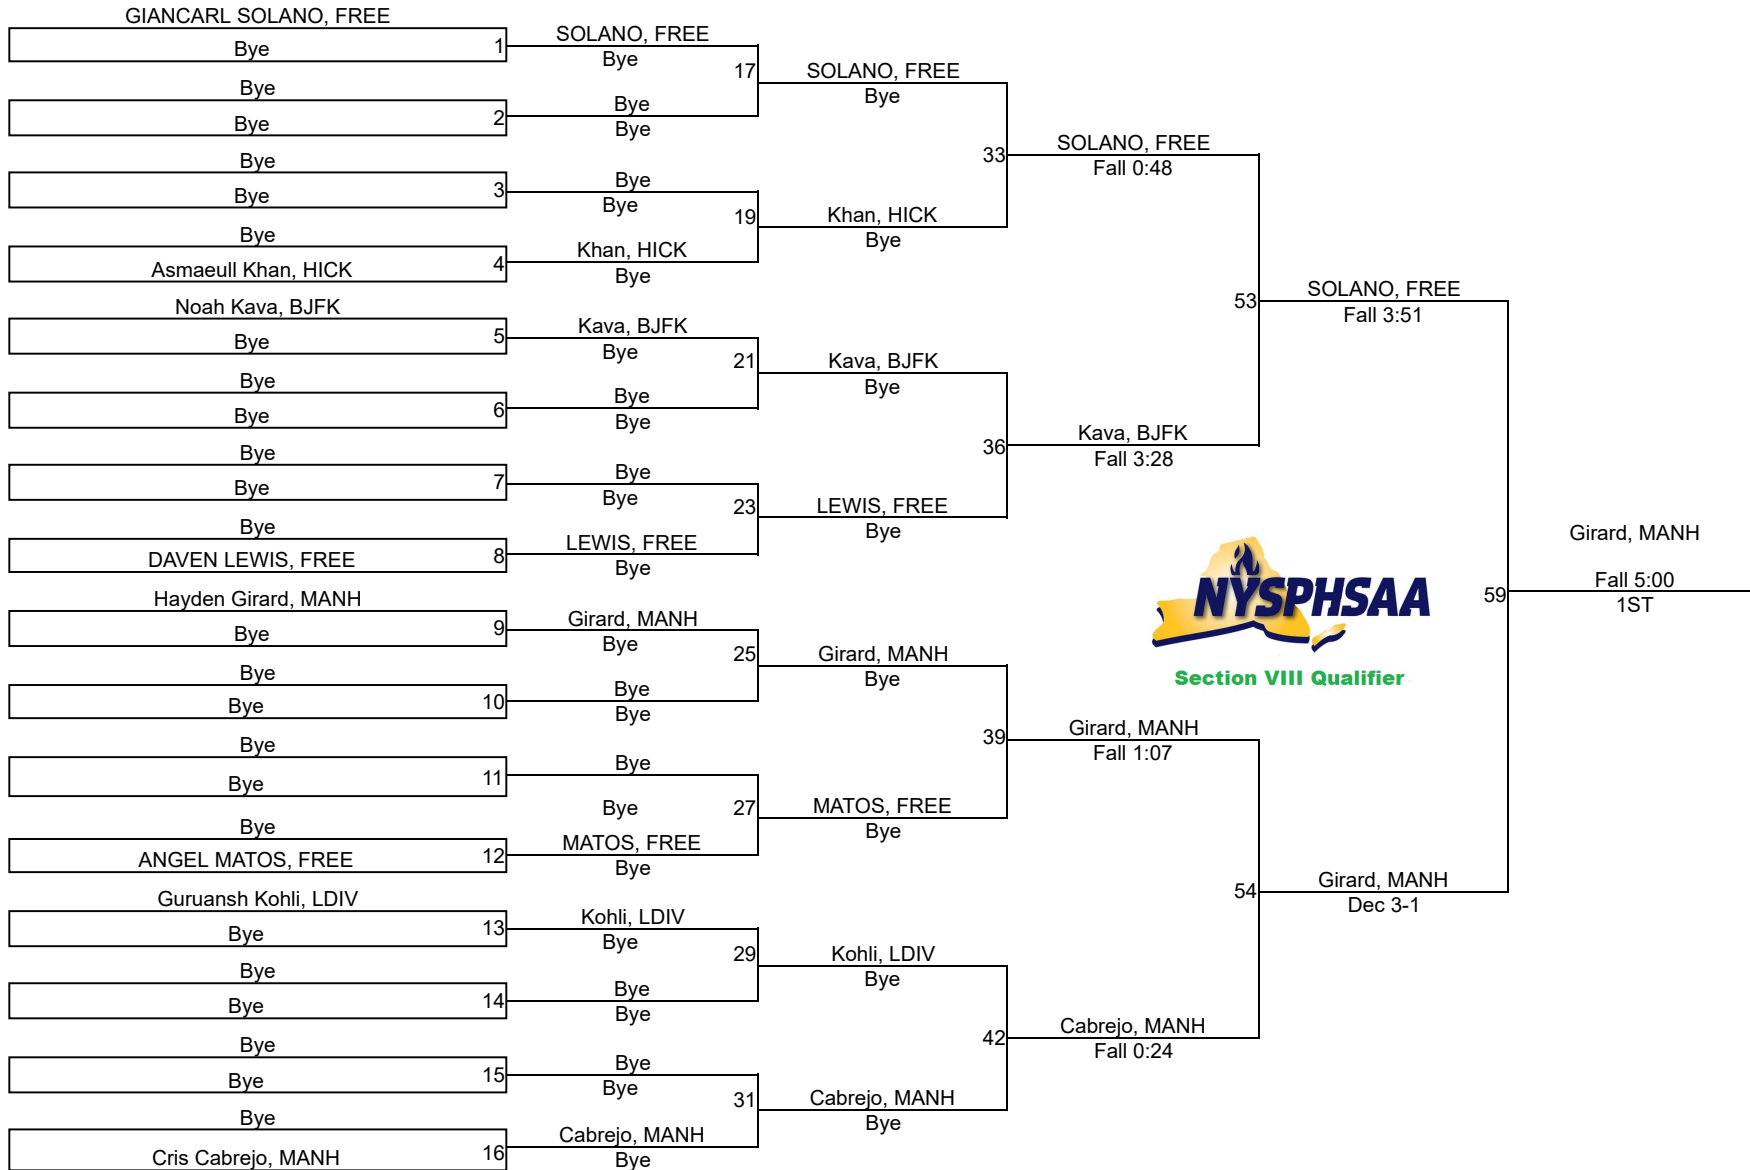 GIANCARL SOLANO, FREE
Bye
1
Bye
Bye
2
Bye
Bye
3
Bye
Asmaeull Khan, HICK
4
Noah Kava, BJFK
Bye
5
Bye
Bye
6
Bye
Bye
7
Bye
DAVEN LEWIS, FREE
8
Hayden Girard, MANH
Bye
9
Bye
Bye
10
Bye
Bye
11
Bye
ANGEL MATOS, FREE
12
Guruansh Kohli, LDIV
Bye
13
Bye
Bye
14
Bye
Bye
15
Bye
Cris Cabrejo, MANH
16
SOLANO, FREE
Bye
17
Bye
Bye
Bye
Bye
19
Khan, HICK
Bye
Kava, BJFK
Bye
21
Bye
Bye
Bye
Bye
23
LEWIS, FREE
Bye
Girard, MANH
Bye
25
Bye
Bye
Bye
Bye
27
MATOS, FREE
Bye
Kohli, LDIV
Bye
29
Bye
Bye
Bye
Bye
31
Cabrejo, MANH
Bye
SOLANO, FREE
Bye
33
Khan, HICK
Bye
Kava, BJFK
Bye
36
LEWIS, FREE
Bye
Girard, MANH
Bye
39
MATOS, FREE
Bye
Kohli, LDIV
Bye
42
Cabrejo, MANH
Bye
SOLANO, FREE
Fall 0:48
53
Kava, BJFK
Fall 3:28
Girard, MANH
Fall 1:07
54
Cabrejo, MANH
Fall 0:24
SOLANO, FREE
Fall 3:51
NYSPHSAA
Section VIII Qualifier
59
Girard, MANH
Dec 3-1
Girard, MANH
Fall 5:00
1ST